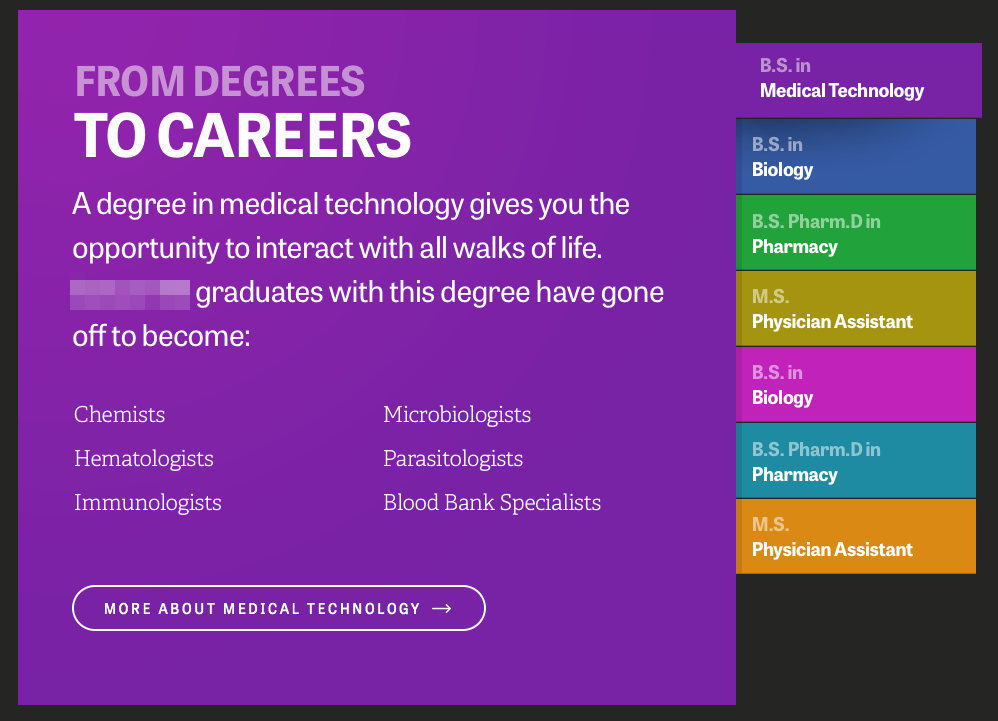 FROM DEGREES
TO CAREERS
A degree in medical technology gives you the
opportunity to interact with all walks of life.
graduates with this degree have gone
off to become:
Chemists
Hematologists
Immunologists
Microbiologists
Parasitologists
Blood Bank Specialists
MORE ABOUT MEDICAL TECHNOLOGY →
B.S. in
Medical Technology
B.S. in
Biology
B.S. Pharm.D in
Pharmacy
M.S.
Physician Assistant
B.S. in
Biology
B.S. Pharm.D in
Pharmacy
M.S.
Physician Assistant